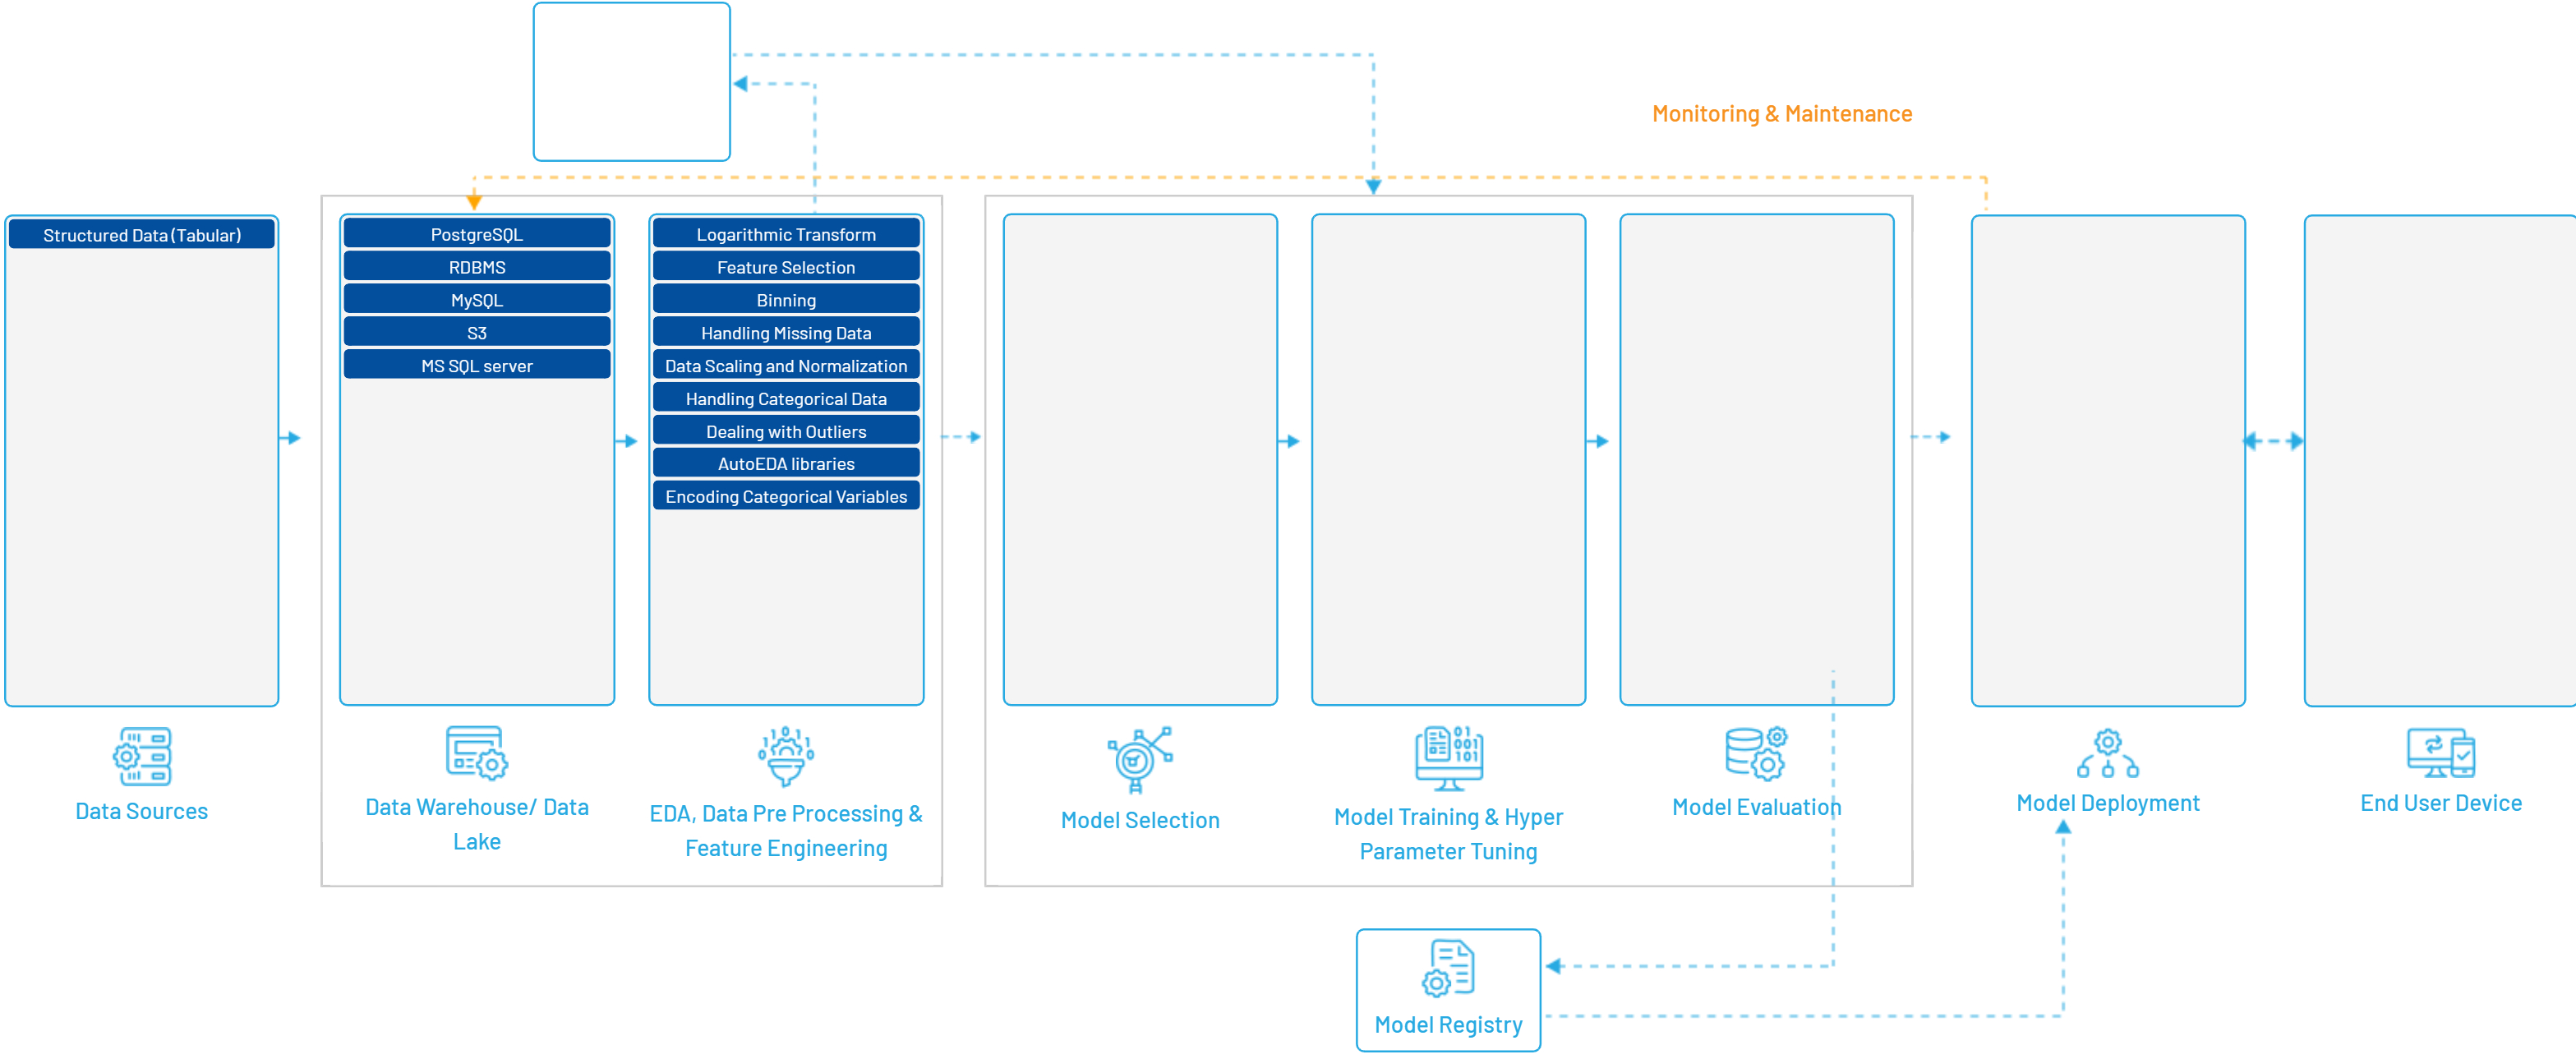 Monitoring & Maintenance
Structured Data (Tabular)
Data Sources
PostgreSQL
RDBMS
MySQL
S3
MS SQL server
Data Warehouse/ Data
Lake
Logarithmic Transform
Feature Selection
Binning
Handling Missing Data
Data Scaling and Normalization
Handling Categorical Data
Dealing with Outliers
AutoEDA libraries
Encoding Categorical Variables
EDA, Data Pre Processing &
Feature Engineering
Model Selection
Model Training & Hyper
Parameter Tuning
Model Evaluation
Model Deployment
End User Device
Model Registry